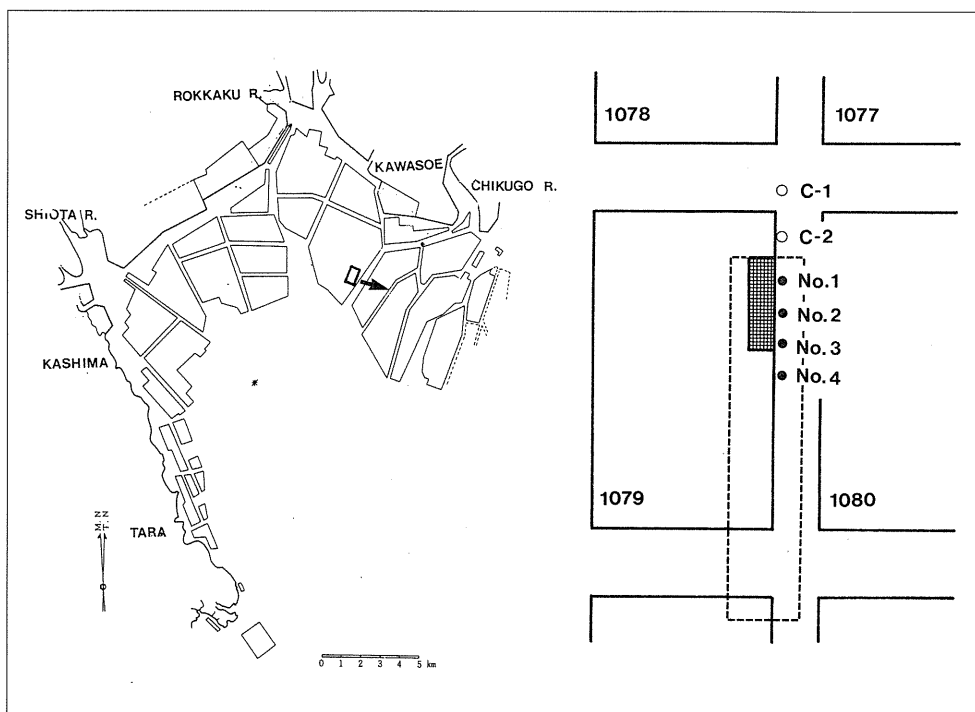 ROKKAKU R.
KAWASOE
CHIKUGO R.
SHIOTA R.
KASHIMA
TARA
M.N
T.N
0 1 2 3 4 5 km
1078
1077
C-1
C-2
No.1
No.2
No.3
No.4
1079
1080